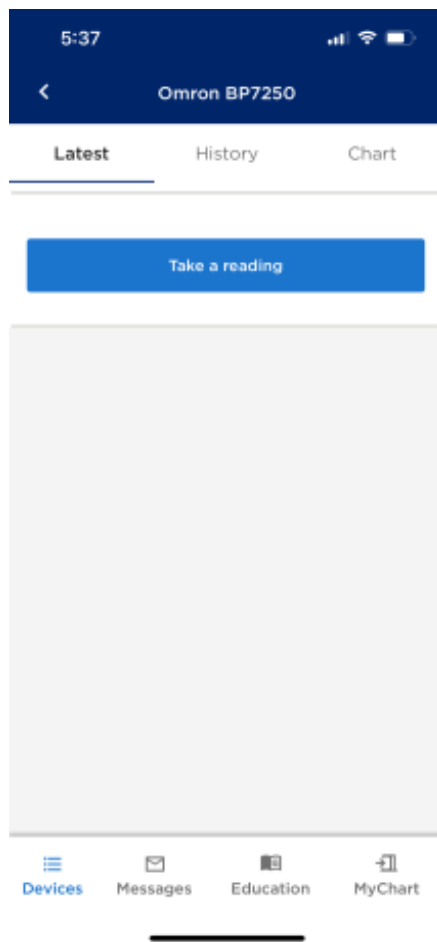 5:37
Omron BP7250
Latest History Chart
Take a reading
Devices Messages Education MyChart